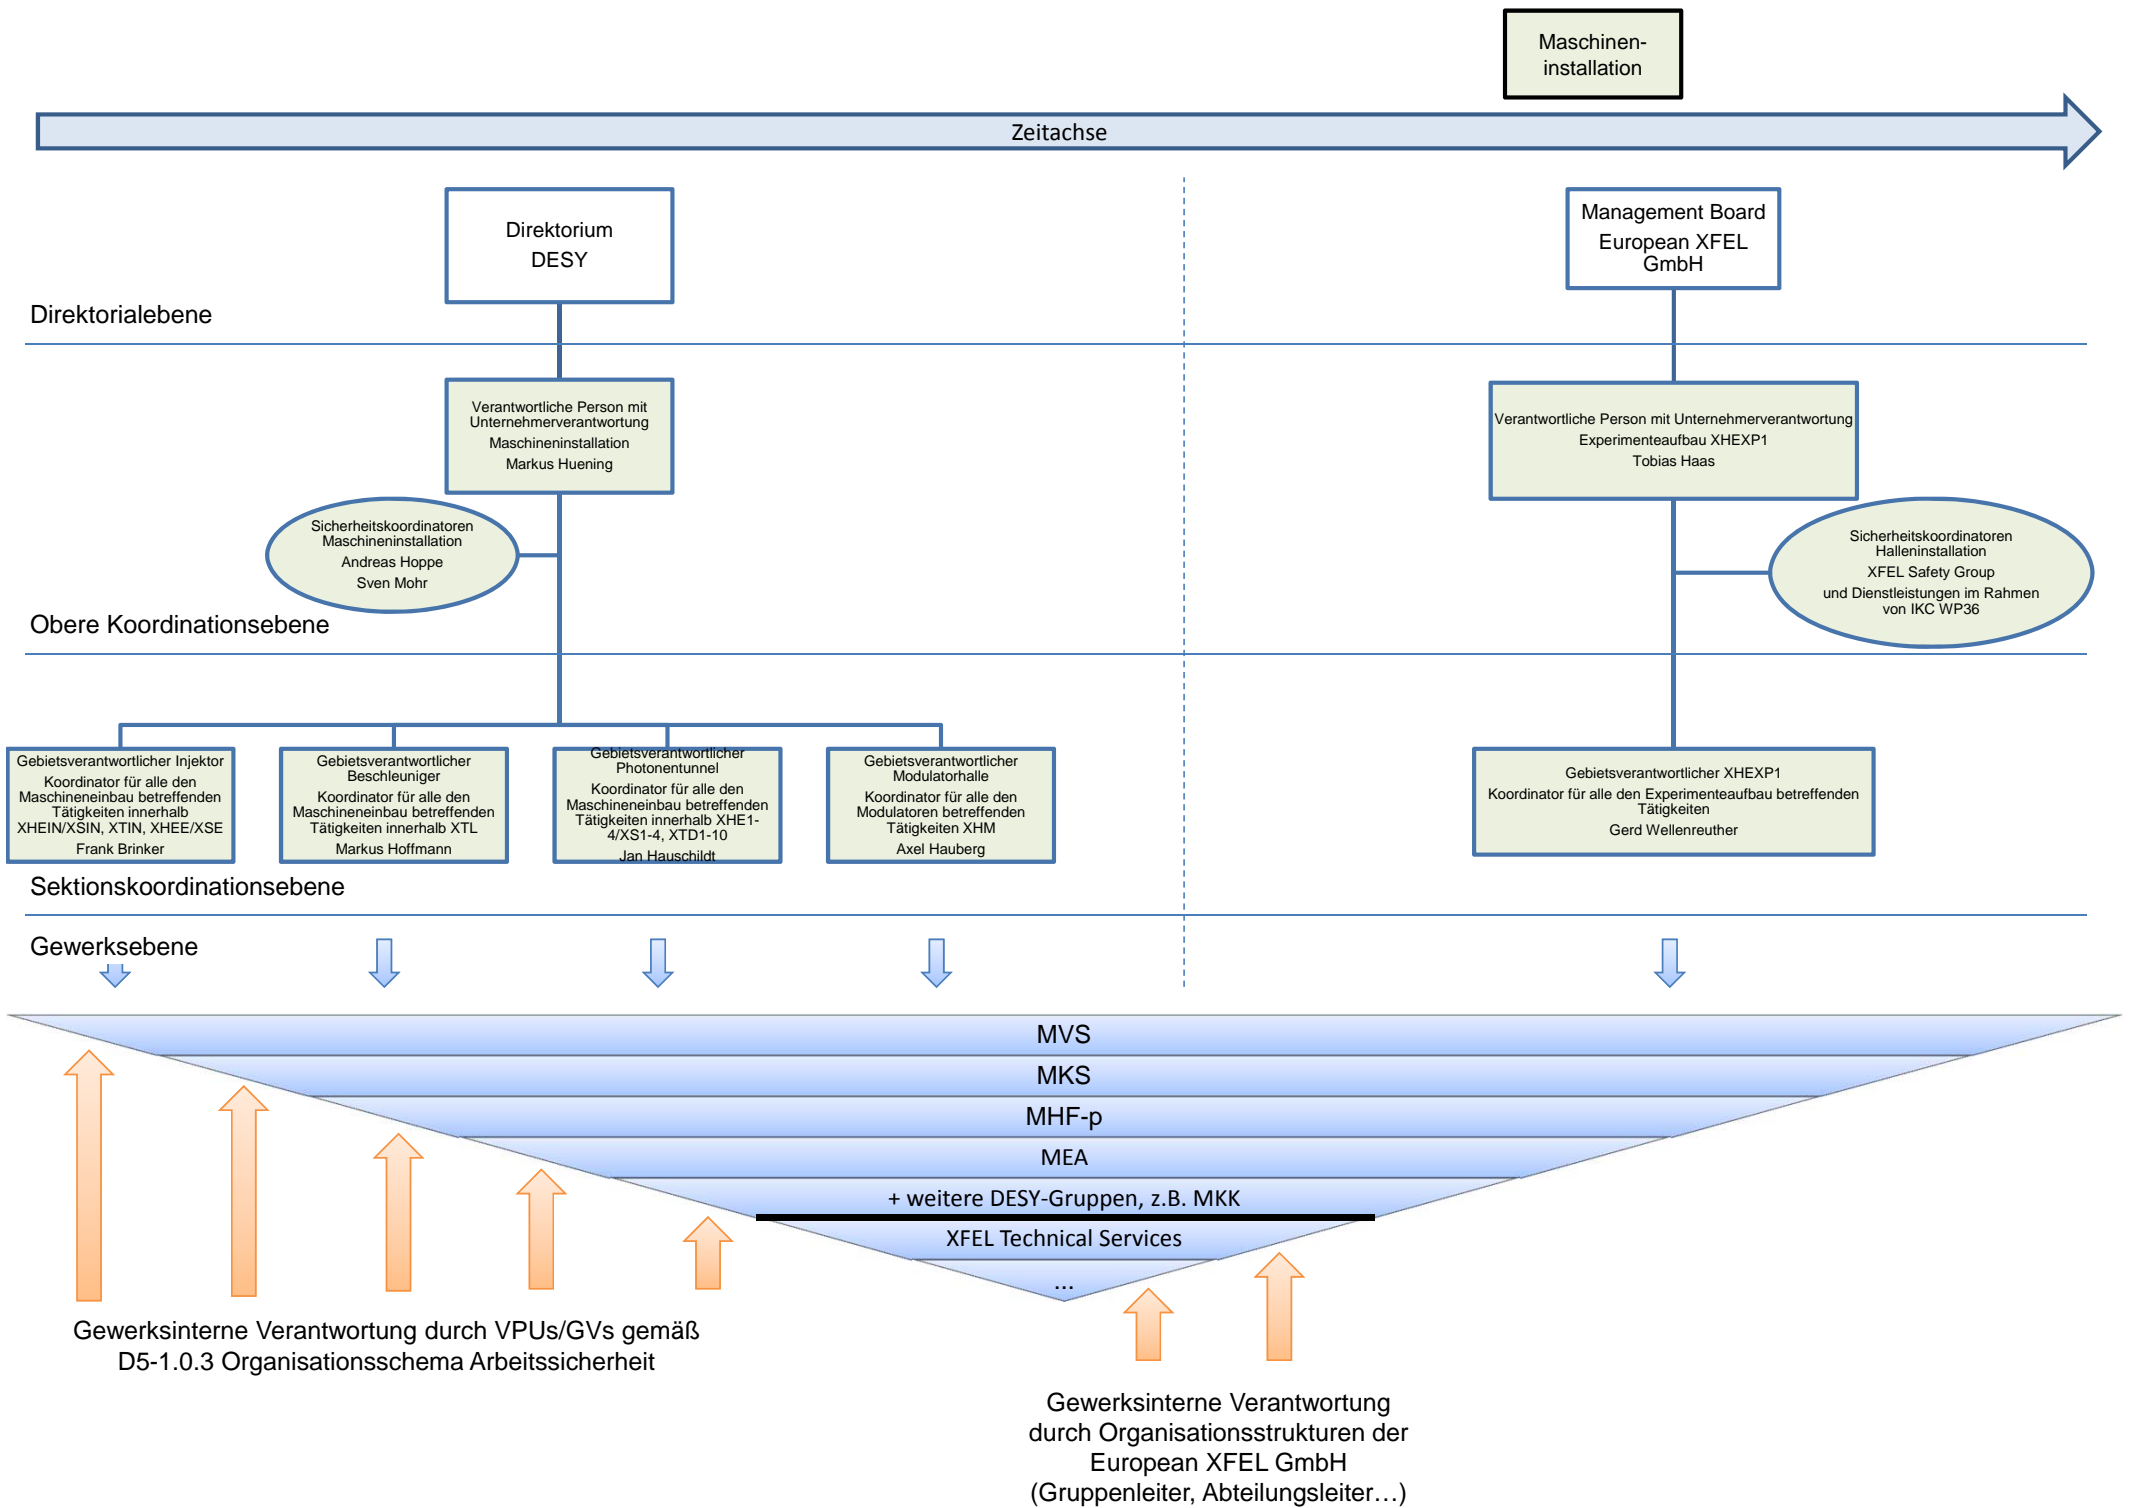 Maschinen-
installation
Zeitachse
Direktorium
DESY
Management Board
European XFEL
GmbH
Direktorialebene
Verantwortliche Person mit
Unternehmerverantwortung
Maschineninstallation
Markus Huening
Verantwortliche Person mit Unternehmerverantwortung
Experimenteaufbau XHEXP1
Tobias Haas
Sicherheitskoordinatoren
Maschineninstallation
Andreas Hoppe
Sven Mohr
Sicherheitskoordinatoren
Halleninstallation
XFEL Safety Group
und Dienstleistungen im Rahmen
von IKC WP36
Obere Koordinationsebene
Gebietsverantwortlicher Injektor
Koordinator für alle den
Maschineneinbau betreffenden
Tätigkeiten innerhalb
XHEIN/XSIN, XTIN, XHEE/XSE
Frank Brinker
Gebietsverantwortlicher
Beschleuniger
Koordinator für alle den
Maschineneinbau betreffenden
Tätigkeiten innerhalb XTL
Markus Hoffmann
Gebietsverantwortlicher
Photonentunnel
Koordinator für alle den
Maschineneinbau betreffenden
Tätigkeiten innerhalb XHE1-
4/XS1-4, XTD1-10
Jan Hauschildt
Gebietsverantwortlicher
Modulatorhalle
Koordinator für alle den
Modulatoren betreffenden
Tätigkeiten XHM
Axel Hauberg
Gebietsverantwortlicher XHEXP1
Koordinator für alle den Experimenteaufbau betreffenden
Tätigkeiten
Gerd Wellenreuther
Sektionskoordinationsebene
Gewerksebene
MVS
MKS
MHF-p
MEA
+ weitere DESY-Gruppen, z.B. MKK
XFEL Technical Services
...
Gewerksinterne Verantwortung durch VPUs/GVs gemäß
D5-1.0.3 Organisationsschema Arbeitssicherheit
Gewerksinterne Verantwortung
durch Organisationsstrukturen der
European XFEL GmbH
(Gruppenleiter, Abteilungsleiter…)